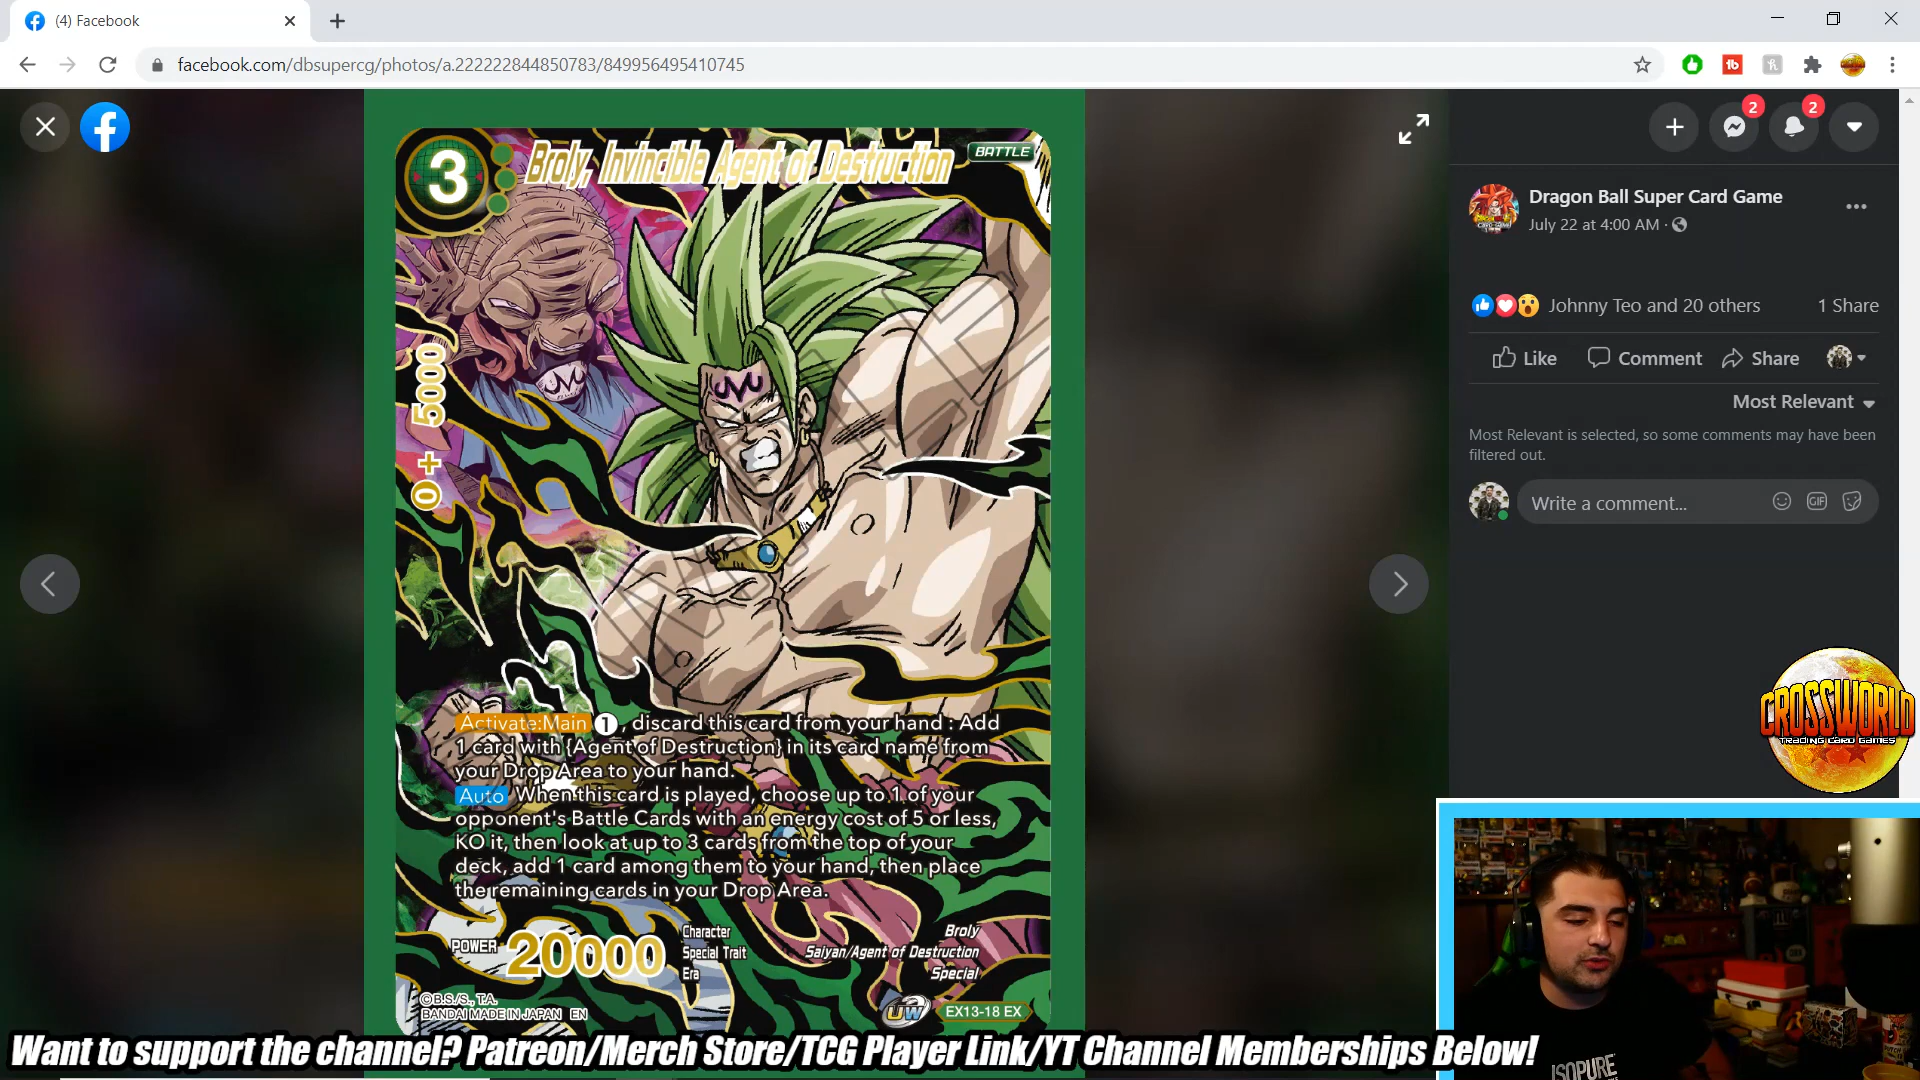 (4) Facebook
facebook.com/dbsupercg/photos/a.222222844850783/849956495410745
3
Broly, Invincible Agent of Destruction
BATTLE
0 + 5000
SAMPLE
Activate:Main 1, discard this card from your hand : Add
1 card with {Agent of Destruction} in its card name from
your Drop Area to your hand.
Auto When this card is played, choose up to 1 of your
opponent's Battle Cards with an energy cost of 5 or less,
KO it, then look at up to 3 cards from the top of your
deck, add 1 card among them to your hand, then place
the remaining cards in your Drop Area.
POWER 20000
Character Broly
Special Trait Saiyan/Agent of Destruction
Era Special
©B.S./S., T.A.
BANDAI MADE IN JAPAN EN
UW
EX13-18 EX
2
2
Dragon Ball Super Card Game
July 22 at 4:00 AM ·
Johnny Teo and 20 others
1 Share
Like
Comment
Share
Most Relevant
Most Relevant is selected, so some comments may have been
filtered out.
Write a comment...
GIF
CROSSWORLD
TRADING CARD GAMES
ISOPURE
Want to support the channel? Patreon/Merch Store/TCG Player Link/YT Channel Memberships Below!